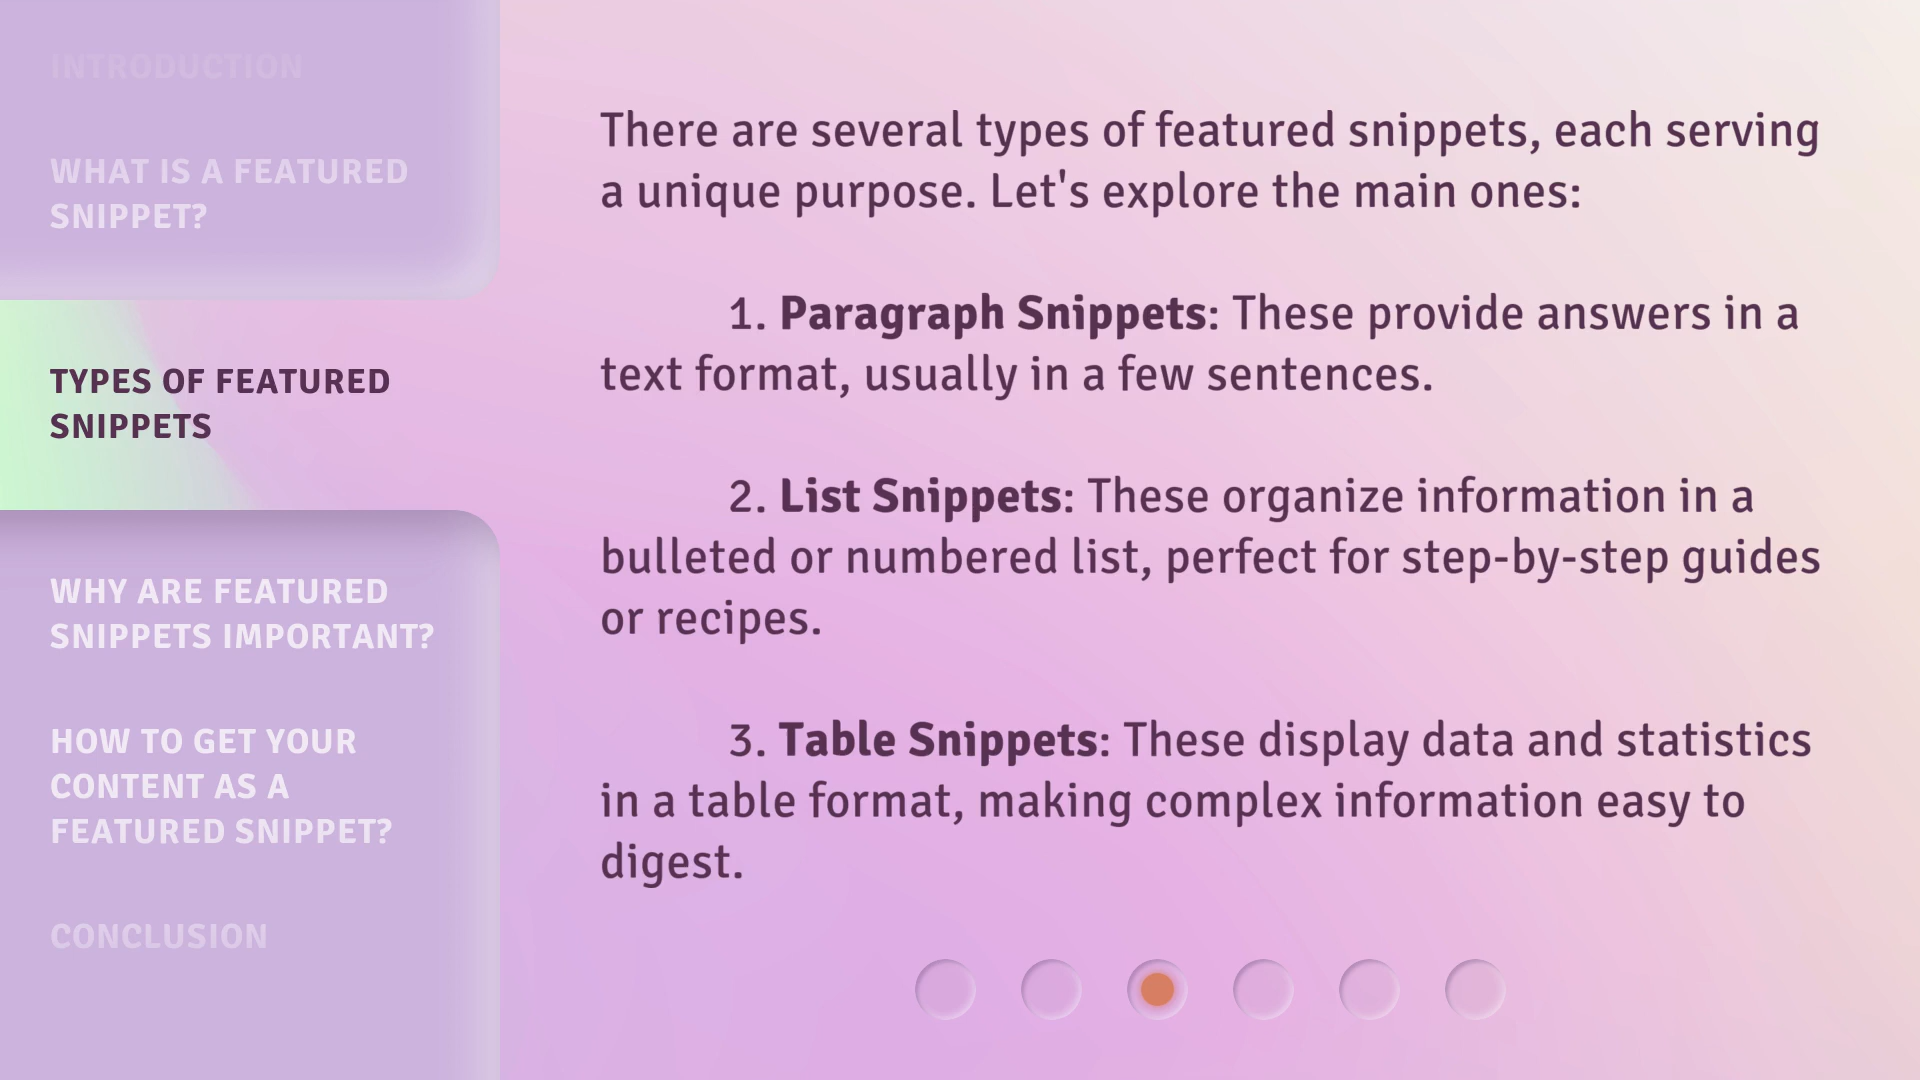 INTRODUCTION
WHAT IS A FEATURED
SNIPPET?
TYPES OF FEATURED
SNIPPETS
WHY ARE FEATURED
SNIPPETS IMPORTANT?
HOW TO GET YOUR
CONTENT AS A
FEATURED SNIPPET?
CONCLUSION
There are several types of featured snippets, each serving
a unique purpose. Let's explore the main ones:
1. Paragraph Snippets: These provide answers in a
text format, usually in a few sentences.
2. List Snippets: These organize information in a
bulleted or numbered list, perfect for step-by-step guides
or recipes.
3. Table Snippets: These display data and statistics
in a table format, making complex information easy to
digest.